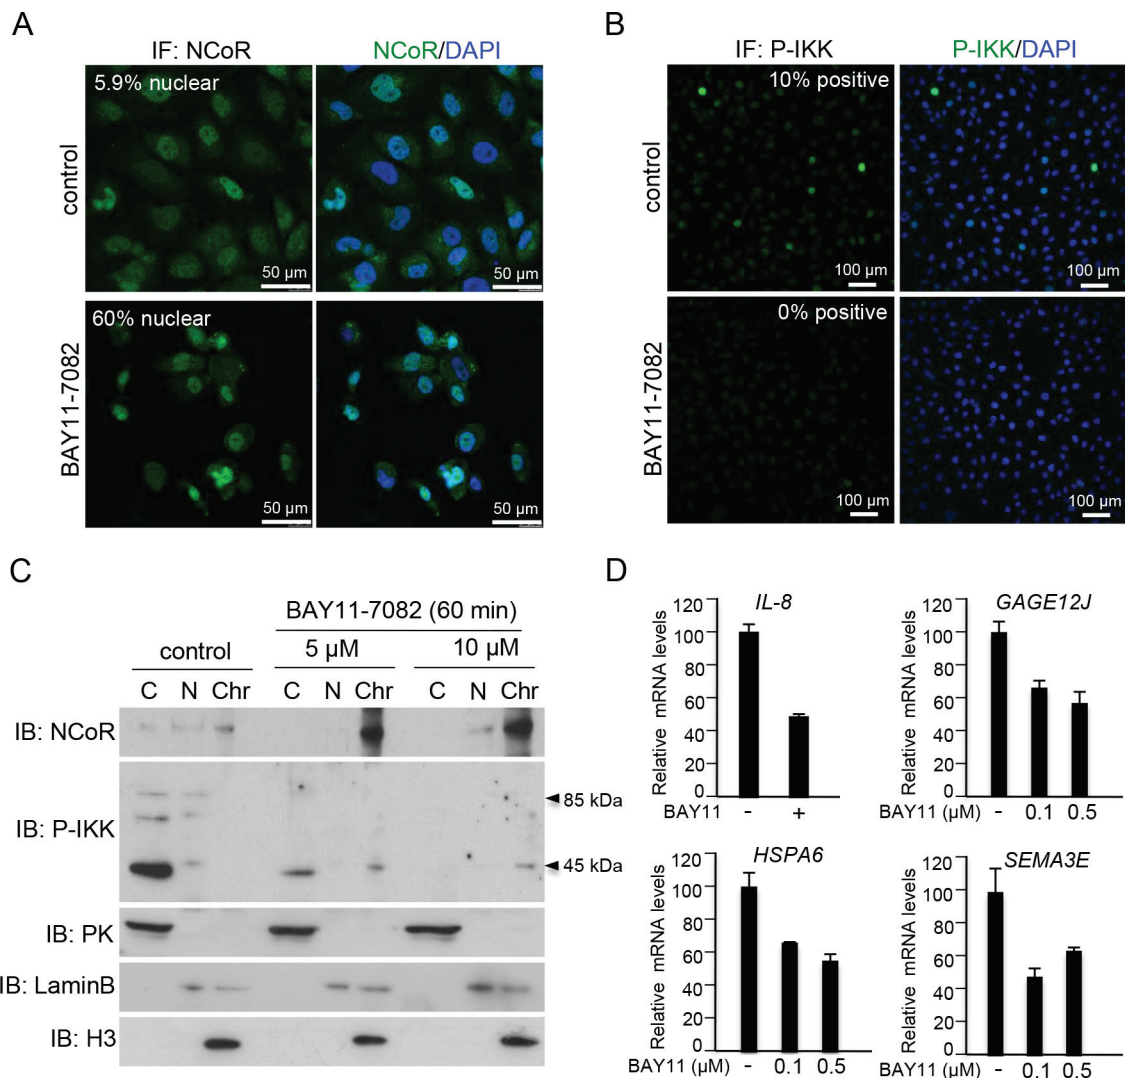 A
IF: NCoR
NCoR/DAPI
control
5.9% nuclear
50 µm
50 µm
BAY11-7082
60% nuclear
50 µm
50 µm
B
IF: P-IKK
P-IKK/DAPI
control
10% positive
100 µm
100 µm
BAY11-7082
0% positive
100 µm
100 µm
C
BAY11-7082 (60 min)
control
5 µM
10 µM
C N Chr C N Chr C N Chr
IB: NCoR
IB: P-IKK
85 kDa
45 kDa
IB: PK
IB: LaminB
IB: H3
D
IL-8
Relative mRNA levels
120
100
80
60
40
20
0
BAY11 - +
GAGE12J
Relative mRNA levels
120
100
80
60
40
20
0
BAY11 (µM) - 0.1 0.5
HSPA6
Relative mRNA levels
120
100
80
60
40
20
0
BAY11 (µM) - 0.1 0.5
SEMA3E
Relative mRNA levels
120
100
80
60
40
20
0
BAY11 (µM) - 0.1 0.5